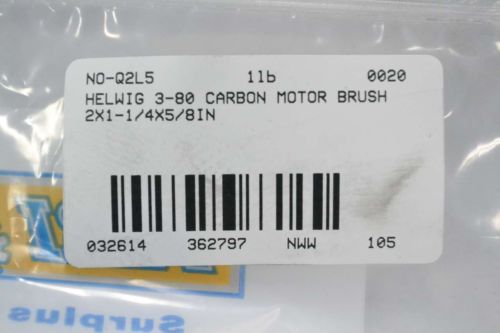 NO-Q2L5 1lb 0020
HELWIG 3-80 CARBON MOTOR BRUSH
2X1-1/4X5/8IN
032614 362797 NWW 105
Surplus